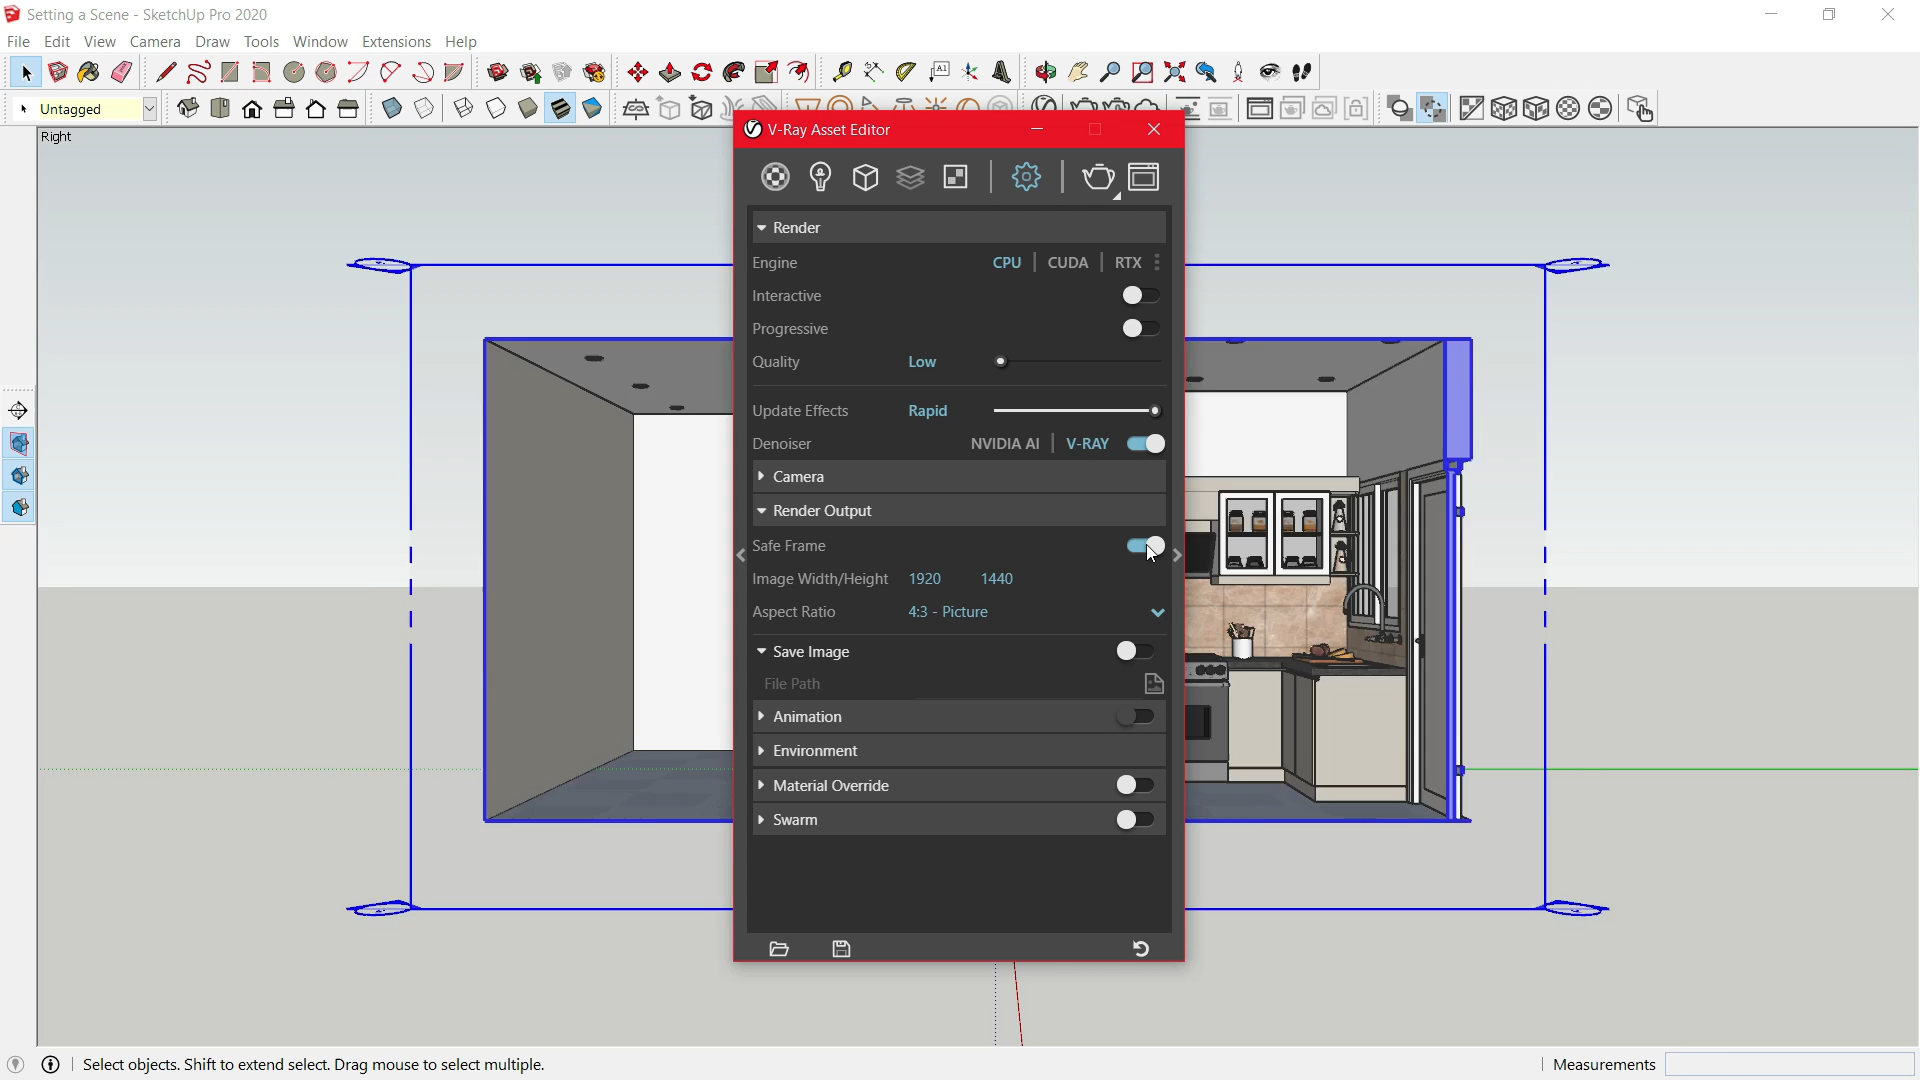 Setting a Scene - SketchUp Pro 2020
File Edit View Camera Draw Tools Window Extensions Help
Untagged
Right
V-Ray Asset Editor
Render
Engine CPU CUDA RTX
Interactive
Progressive
Quality Low
Update Effects Rapid
Denoiser NVIDIA AI V-RAY
Camera
Render Output
Safe Frame
Image Width/Height 1920 1440
Aspect Ratio 4:3 - Picture
Save Image
File Path
Animation
Environment
Material Override
Swarm
Select objects. Shift to extend select. Drag mouse to select multiple.
Measurements